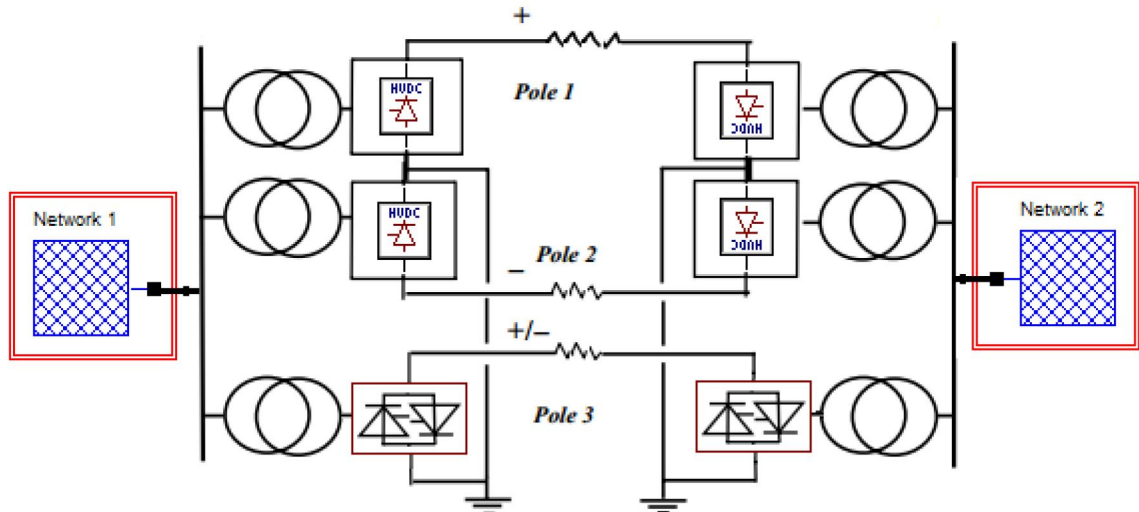 +
Pole 1
HVDC
HVDC
Network 1
HVDC
HVDC
Network 2
– Pole 2
+/–
Pole 3